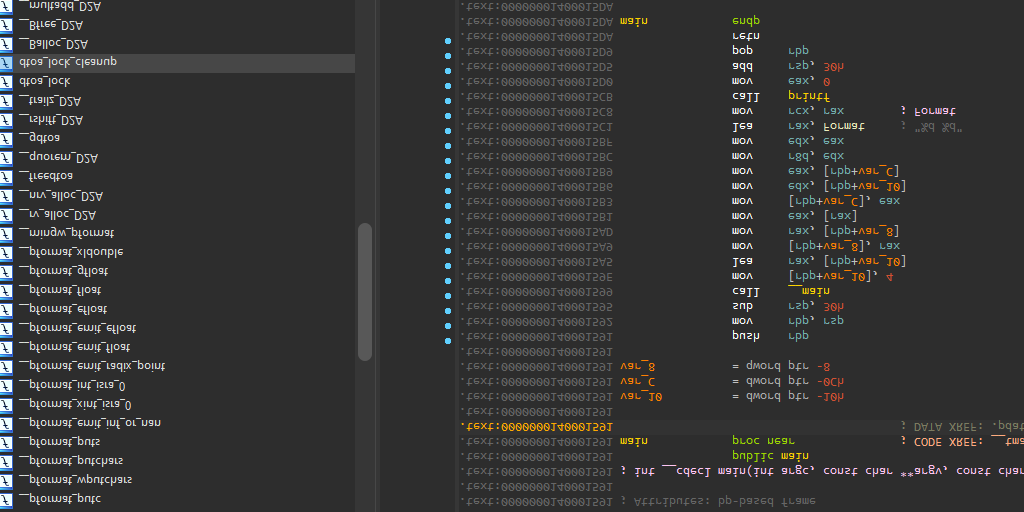 __pformat_putc
__pformat_wputchars
__pformat_putchars
__pformat_puts
__pformat_emit_inf_or_nan
__pformat_xint_isra_0
__pformat_int_isra_0
__pformat_emit_radix_point
__pformat_emit_float
__pformat_emit_efloat
__pformat_efloat
__pformat_float
__pformat_gfloat
__pformat_xldouble
__mingw_pformat
__rv_alloc_D2A
__nrv_alloc_D2A
__freedtoa
__quorem_D2A
__gdtoa
__rshift_D2A
__trailz_D2A
dtoa_lock
dtoa_lock_cleanup
__Balloc_D2A
__Bfree_D2A
__multadd_D2A
.text:0000000140001591 ; Attributes: bp-based frame
.text:0000000140001591
.text:0000000140001591 ; int __cdecl main(int argc, const char **argv, const char
.text:0000000140001591 public main
.text:0000000140001591 main proc near ; CODE XREF: __tma
.text:0000000140001591 ; DATA XREF: .pdat
.text:0000000140001591
.text:0000000140001591 var_10 = qword ptr -10h
.text:0000000140001591 var_C = dword ptr -0Ch
.text:0000000140001591 var_8 = qword ptr -8
.text:0000000140001591
.text:0000000140001591 push rbp
.text:0000000140001592 mov rbp, rsp
.text:0000000140001595 sub rsp, 30h
.text:0000000140001599 call __main
.text:000000014000159E mov [rbp+var_10], 4
.text:00000001400015A5 lea rax, [rbp+var_10]
.text:00000001400015A9 mov [rbp+var_8], rax
.text:00000001400015AD mov rax, [rbp+var_8]
.text:00000001400015B1 mov eax, [rax]
.text:00000001400015B3 mov [rbp+var_C], eax
.text:00000001400015B6 mov edx, [rbp+var_10]
.text:00000001400015B9 mov eax, [rbp+var_C]
.text:00000001400015BC mov r8d, edx
.text:00000001400015BF mov edx, eax
.text:00000001400015C1 lea rax, Format ; "%d %d"
.text:00000001400015C8 mov rcx, rax ; Format
.text:00000001400015CB call printf
.text:00000001400015D0 mov eax, 0
.text:00000001400015D5 add rsp, 30h
.text:00000001400015D9 pop rbp
.text:00000001400015DA retn
.text:00000001400015DA main endp
.text:00000001400015DA